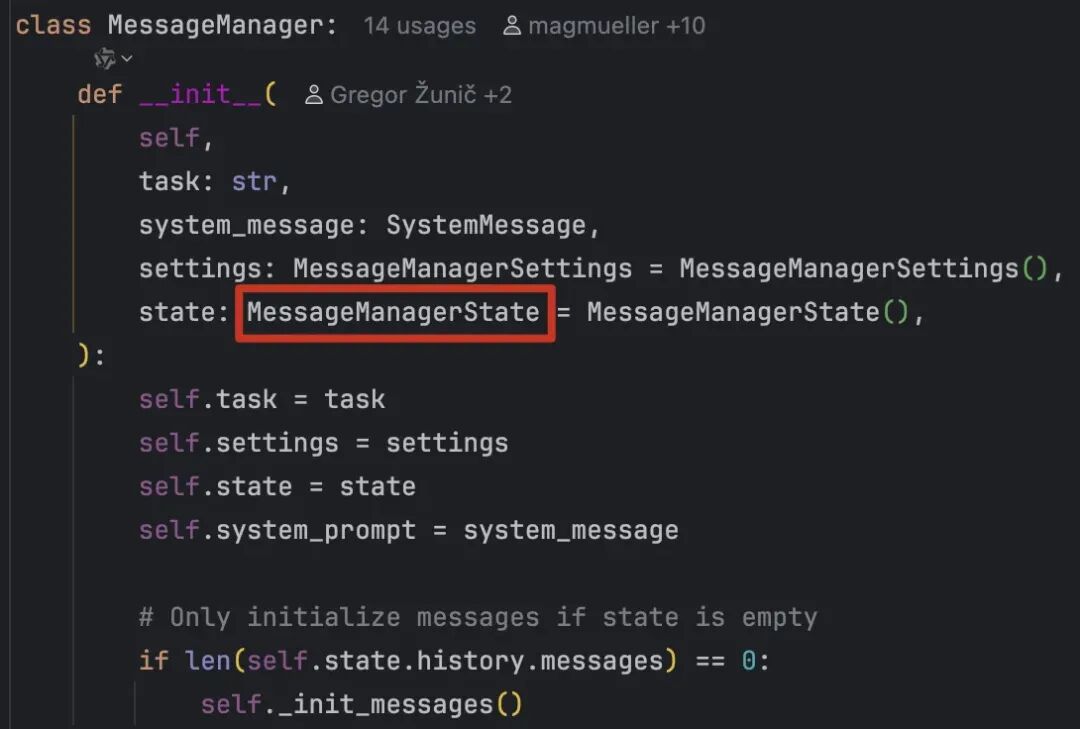 class MessageManager: 14 usages magmueller +10
def __init__( Gregor Žunič +2
self,
task: str,
system_message: SystemMessage,
settings: MessageManagerSettings = MessageManagerSettings(),
state: MessageManagerState = MessageManagerState(),
):
self.task = task
self.settings = settings
self.state = state
self.system_prompt = system_message
# Only initialize messages if state is empty
if len(self.state.history.messages) == 0:
self._init_messages()